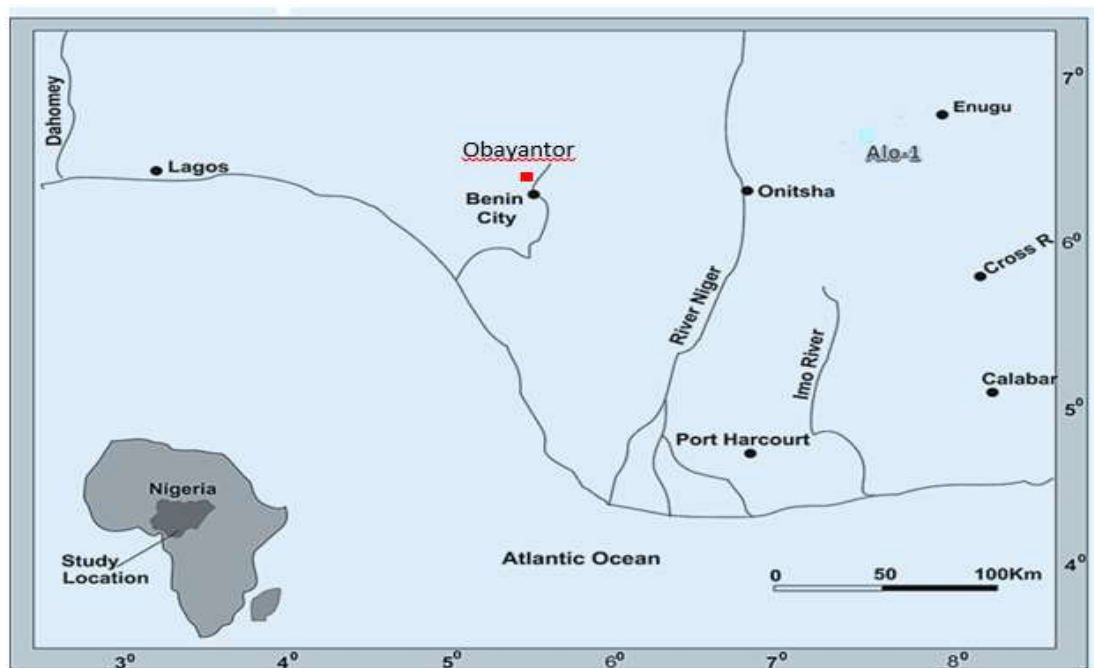 7°
Dahomey
Enugu
Obayantor
Alo-1
Lagos
Benin
City
Onitsha
6°
Cross R
River Niger
Imo River
Calabar
5°
Port Harcourt
Nigeria
Study
Location
Atlantic Ocean
4°
0 50 100Km
3° 4° 5° 6° 7° 8°